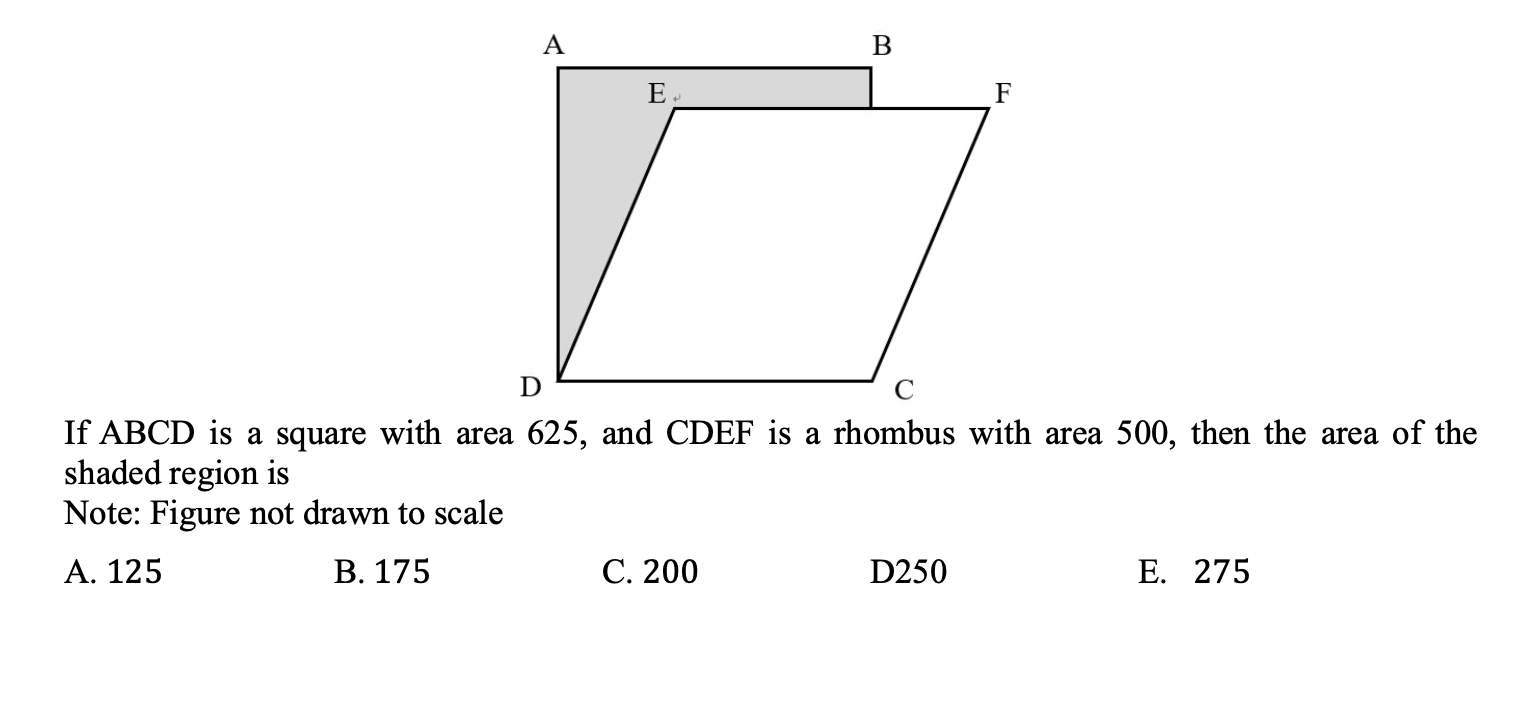 A
B
E
F
D
C
If ABCD is a square with area 625, and CDEF is a rhombus with area 500, then the area of the
shaded region is
Note: Figure not drawn to scale
A. 125 B. 175 C. 200 D250 E. 275